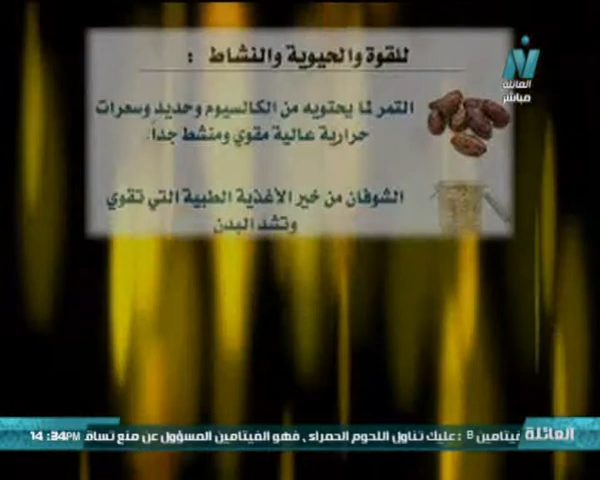 للقوة والحيوية والنشاط :
التمر لما يحتويه من الكالسيوم وحديد وسعرات
حرارية عالية مقوي ومنشط جداً.
الشوفان من خير الأغذية الطبية التي تقوي
وتشد البدن
العائلة
مباشر
العائلة
فيتامين B : عليك تناول اللحوم الحمراء ، فهو الفيتامين المسؤول عن منع تساقـ
14:34PM